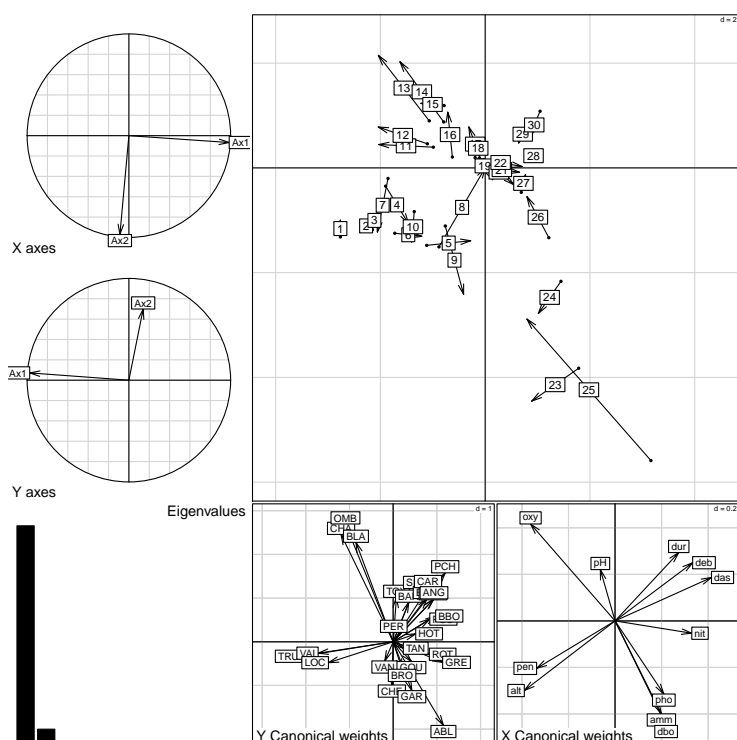 Ax1
Ax2
X axes
Ax2
Ax1
Y axes
Eigenvalues
d = 2
13
14
15
12
11
16
18
19
22
21
29
30
28
27
26
7
4
8
1
2
3
10
6
5
9
24
23
25
d = 1
OMB
CHA
BLA
PCH
CAR
ANG
BBO
PER
HOT
TAN
TRU
VAI
LOC
VAN
GOU
ROT
GRE
BRO
CHE
GAR
ABL
Y Canonical weights
d = 0.2
oxy
pH
dur
deb
das
nit
pen
alt
pho
amm
dbo
X Canonical weights